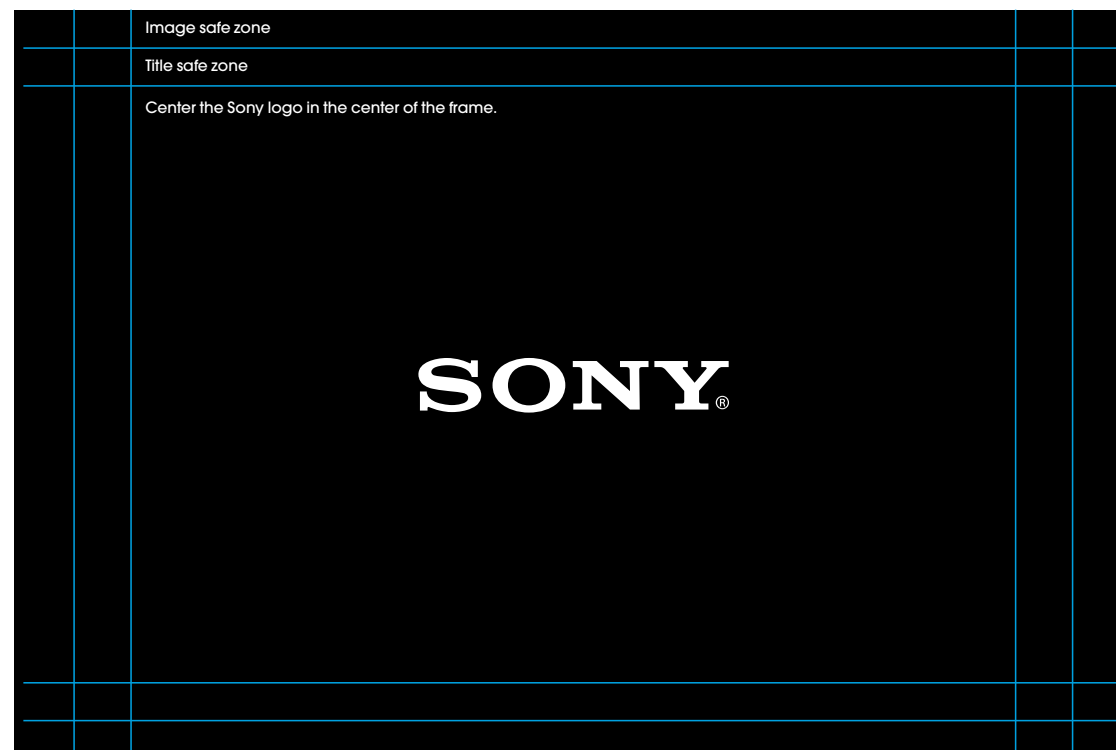 Image safe zone
Title safe zone
Center the Sony logo in the center of the frame.
SONY®